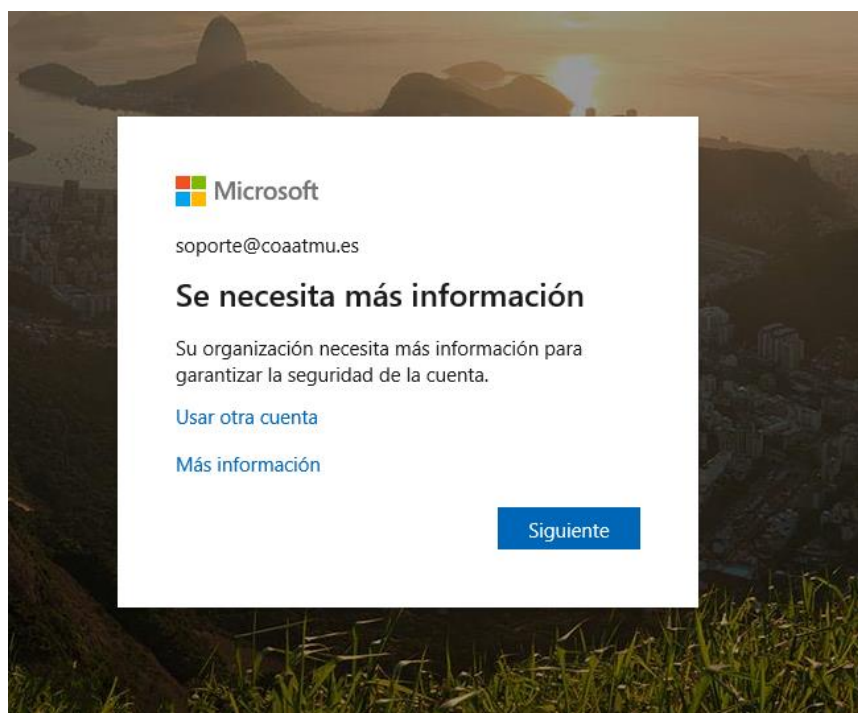 Microsoft
soporte@coaatmu.es
Se necesita más información
Su organización necesita más información para
garantizar la seguridad de la cuenta.
Usar otra cuenta
Más información
Siguiente